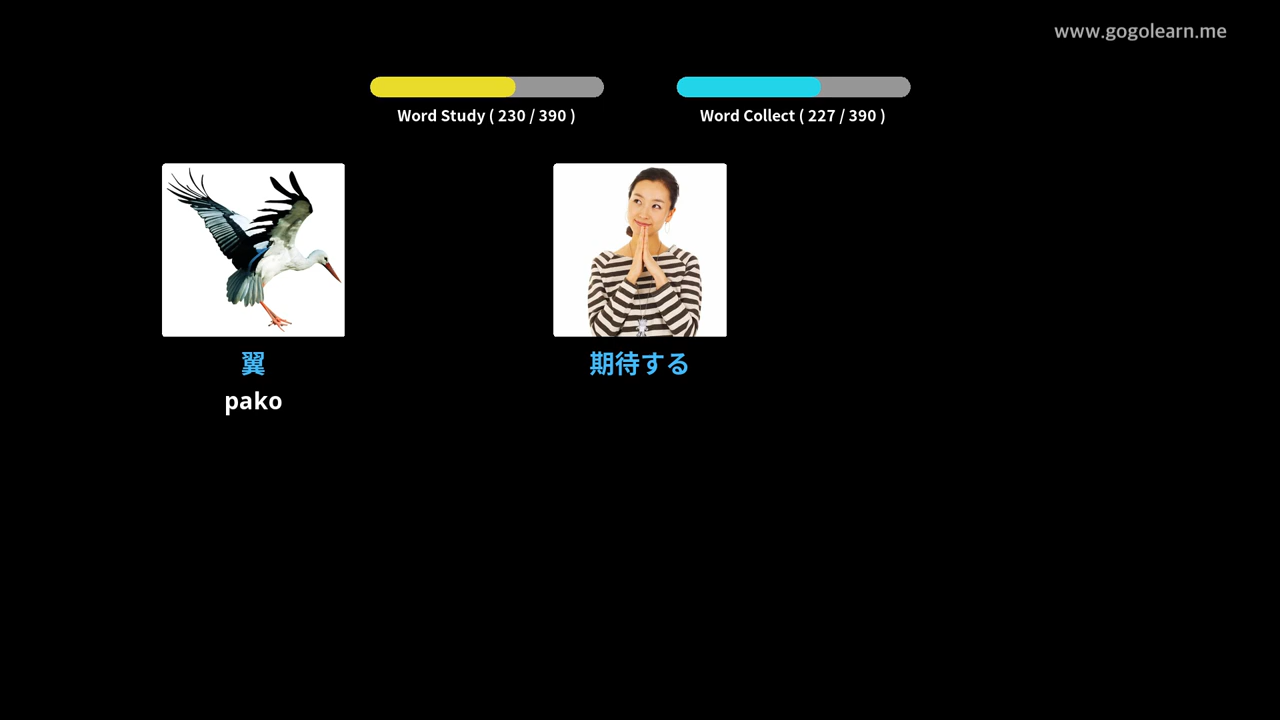 www.gogolearn.me
Word Study ( 230 / 390 )
Word Collect ( 227 / 390 )
翼
pako
期待する